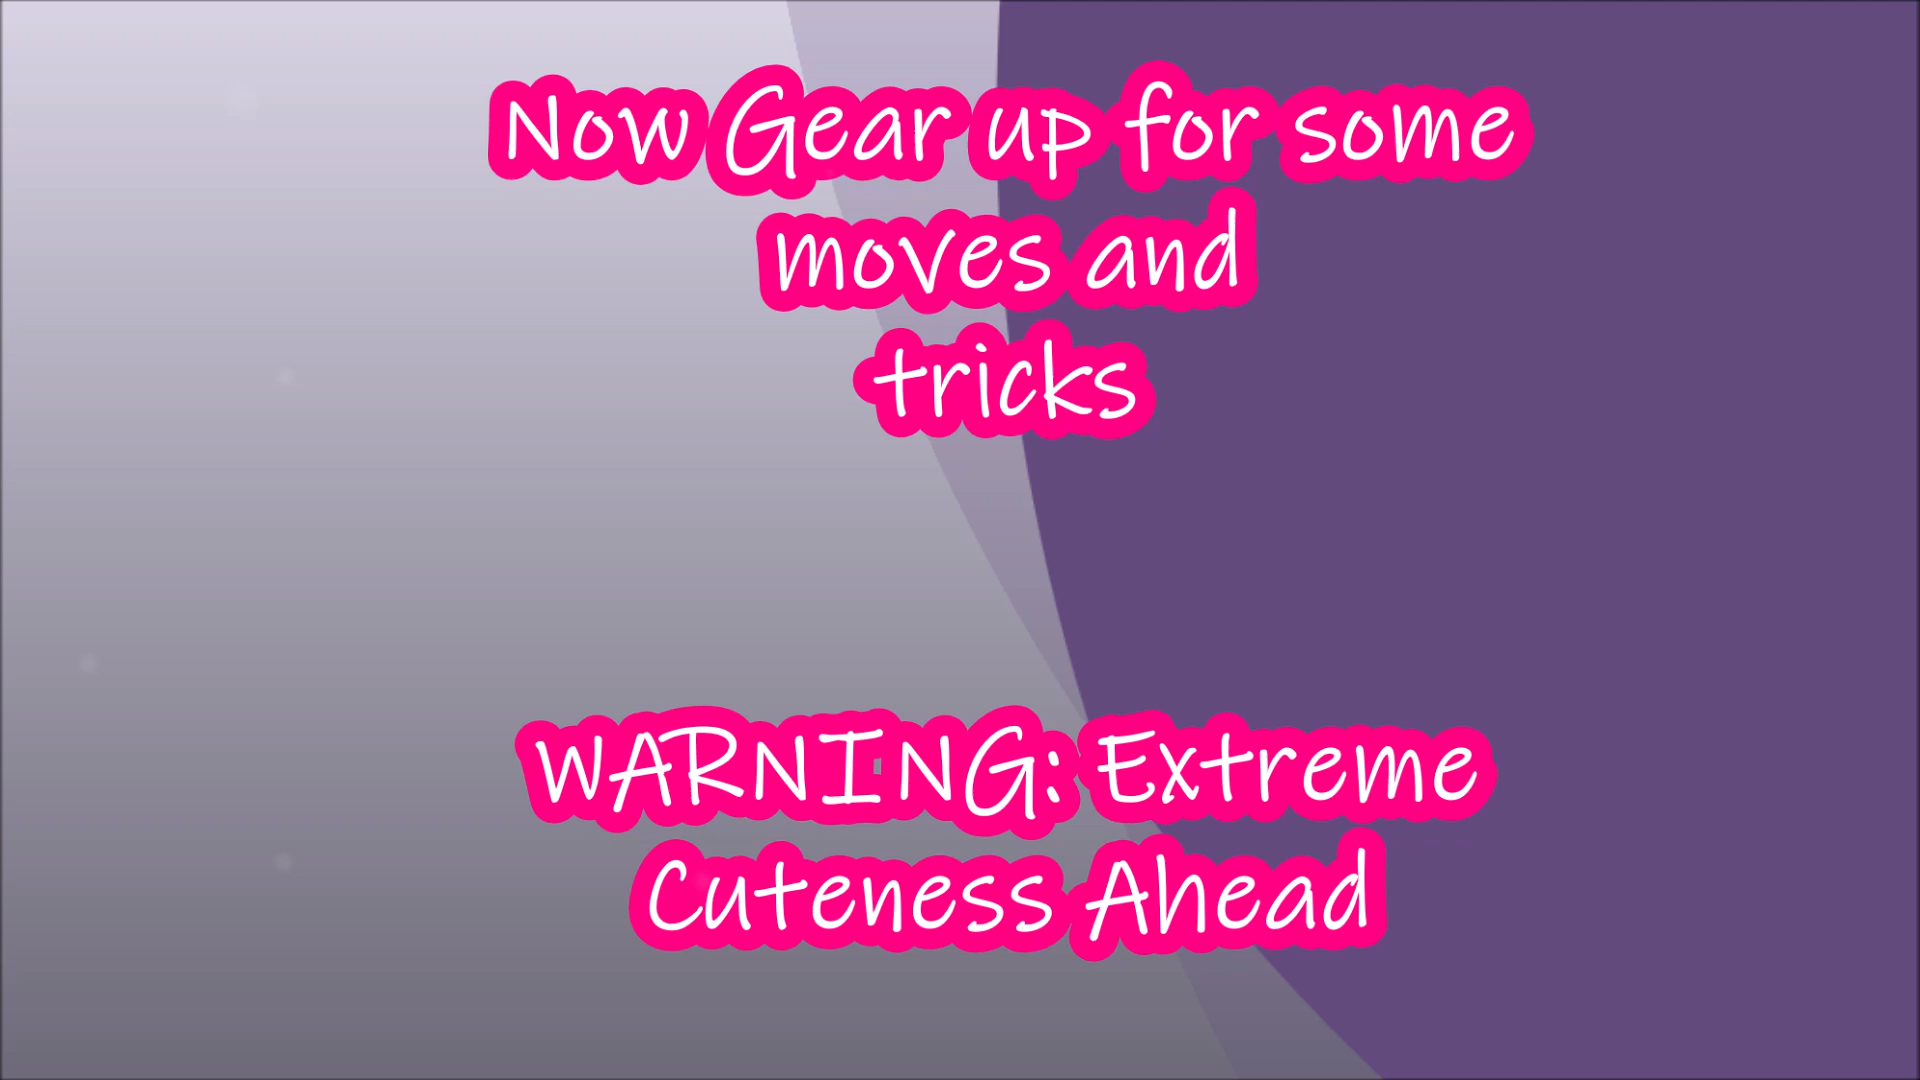 Now Gear up for some
moves and
tricks
WARNING: Extreme
Cuteness Ahead